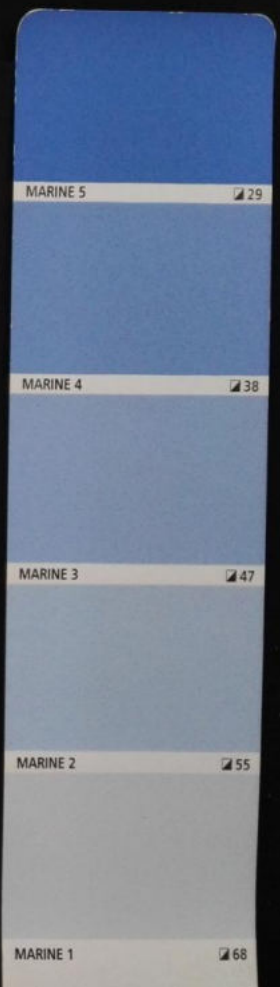 MARINE 5 29
MARINE 4 38
MARINE 3 47
MARINE 2 55
MARINE 1 68